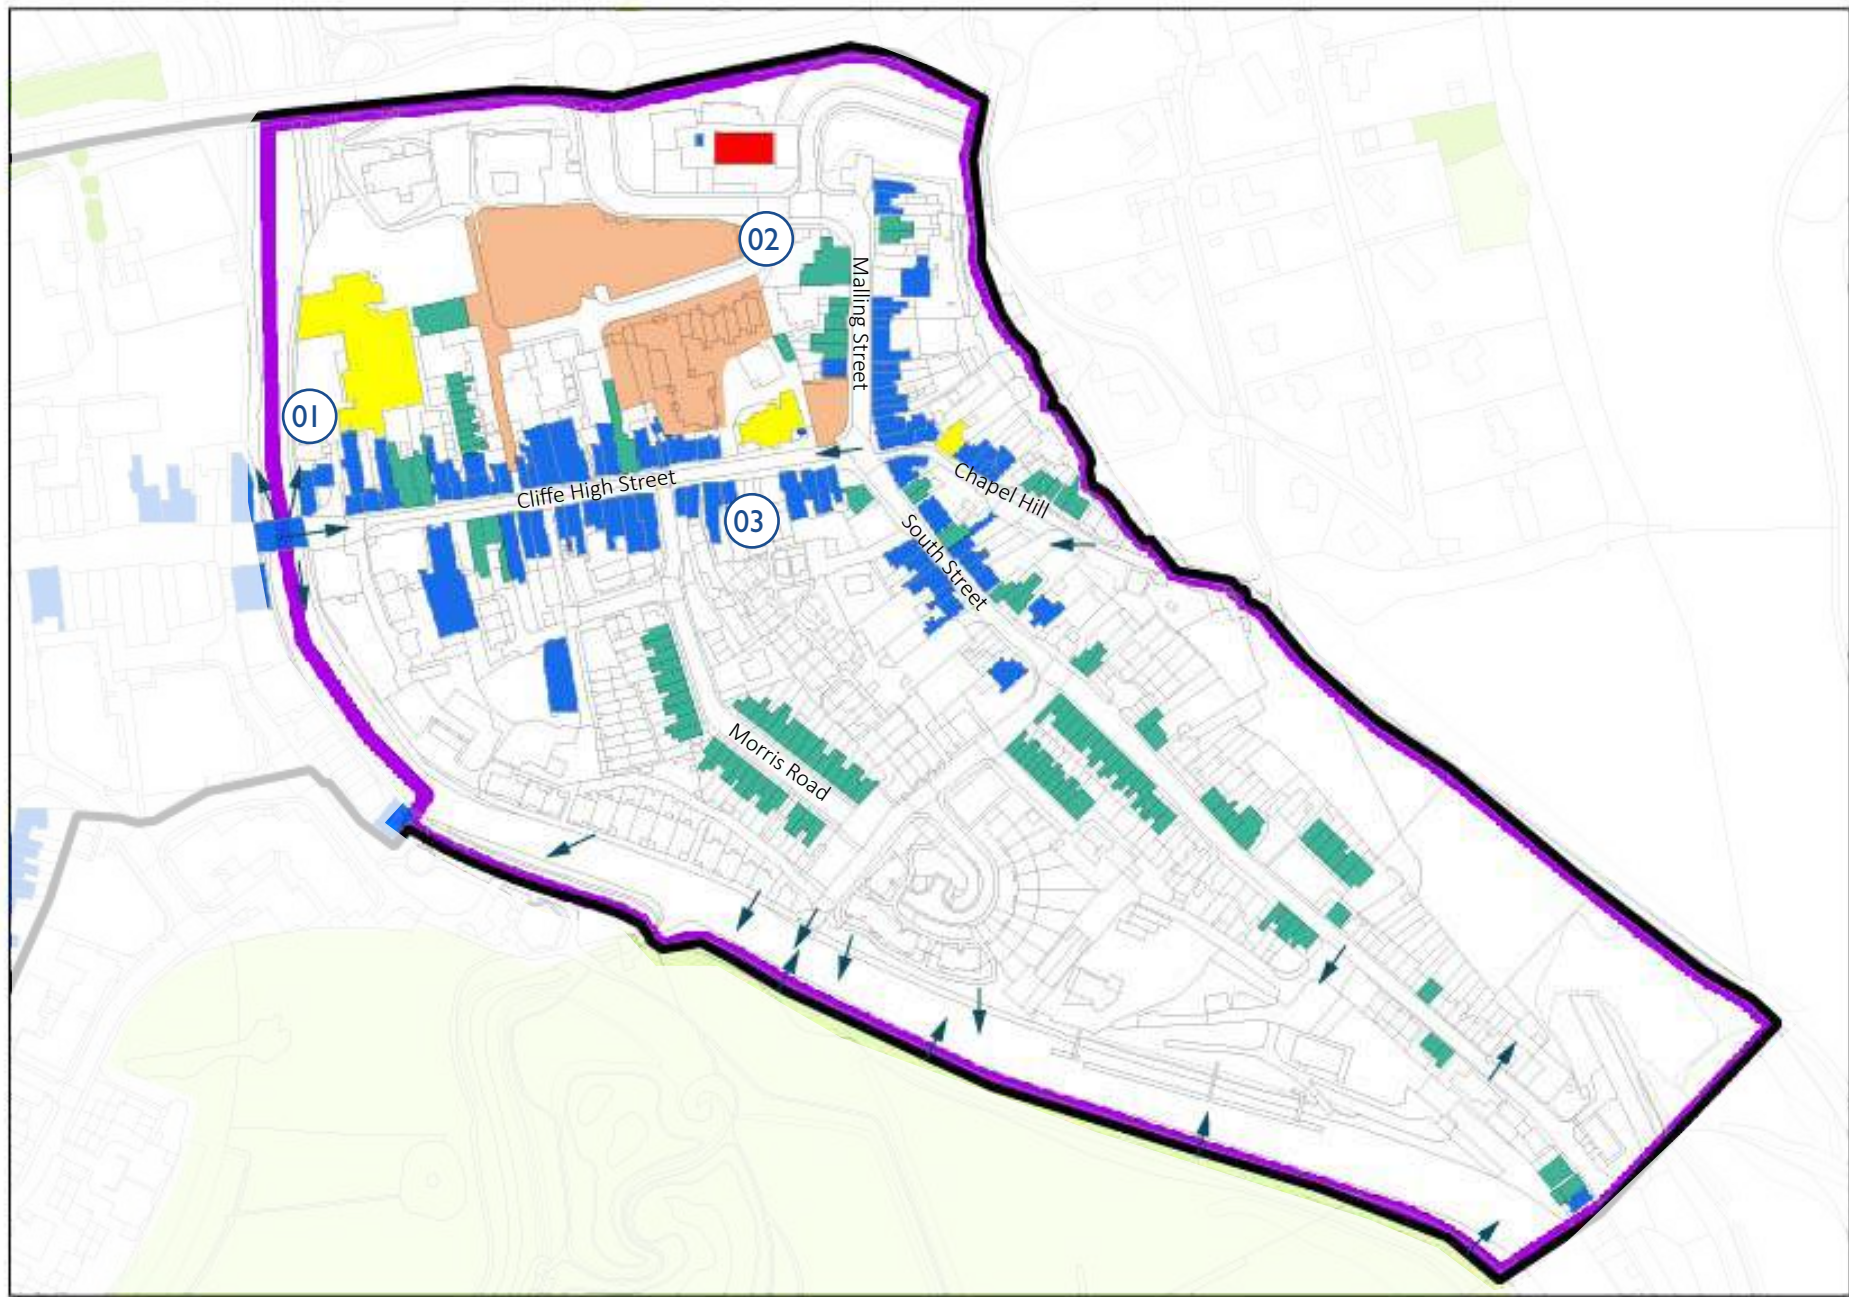 02
Malling Street
01
Cliffe High Street
Chapel Hill
03
South Street
Morris Road